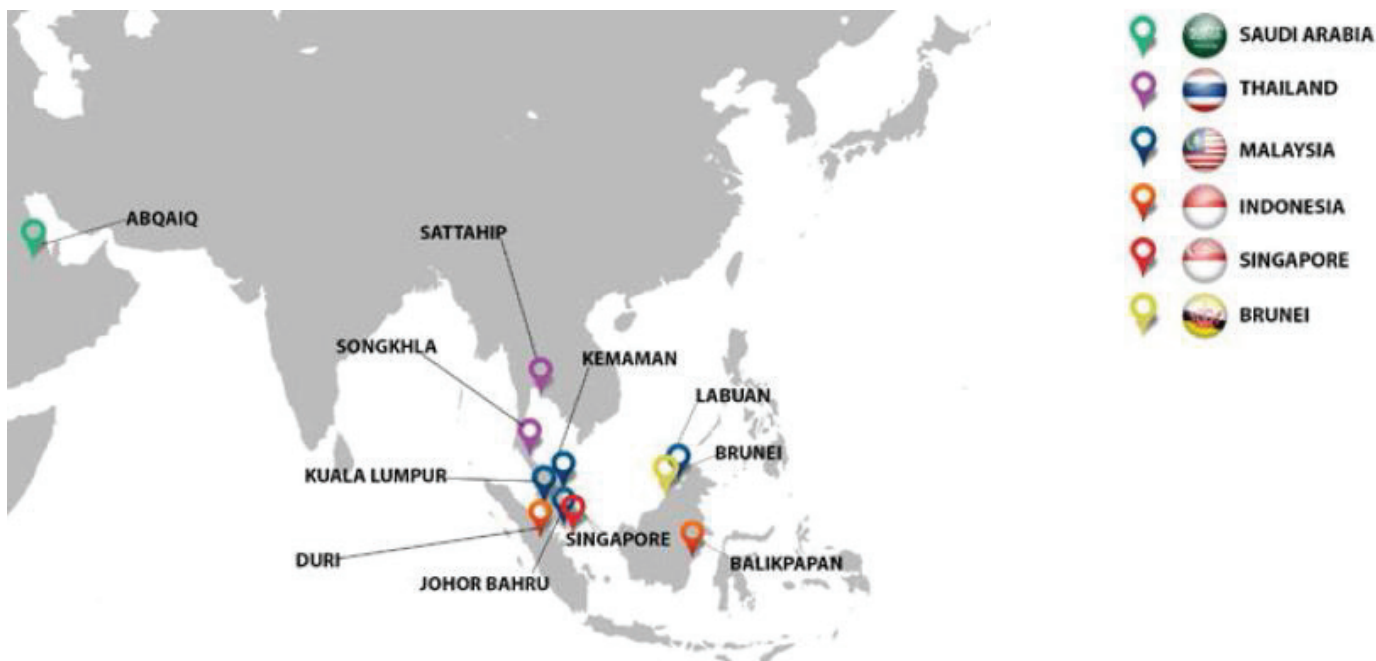 SAUDI ARABIA
THAILAND
MALAYSIA
INDONESIA
SINGAPORE
BRUNEI
ABQAIQ
SATTAHIP
SONGKHLA
KEMAMAN
LABUAN
BRUNEI
KUALA LUMPUR
SINGAPORE
DURI
BALIKPAPAN
JOHOR BAHRU